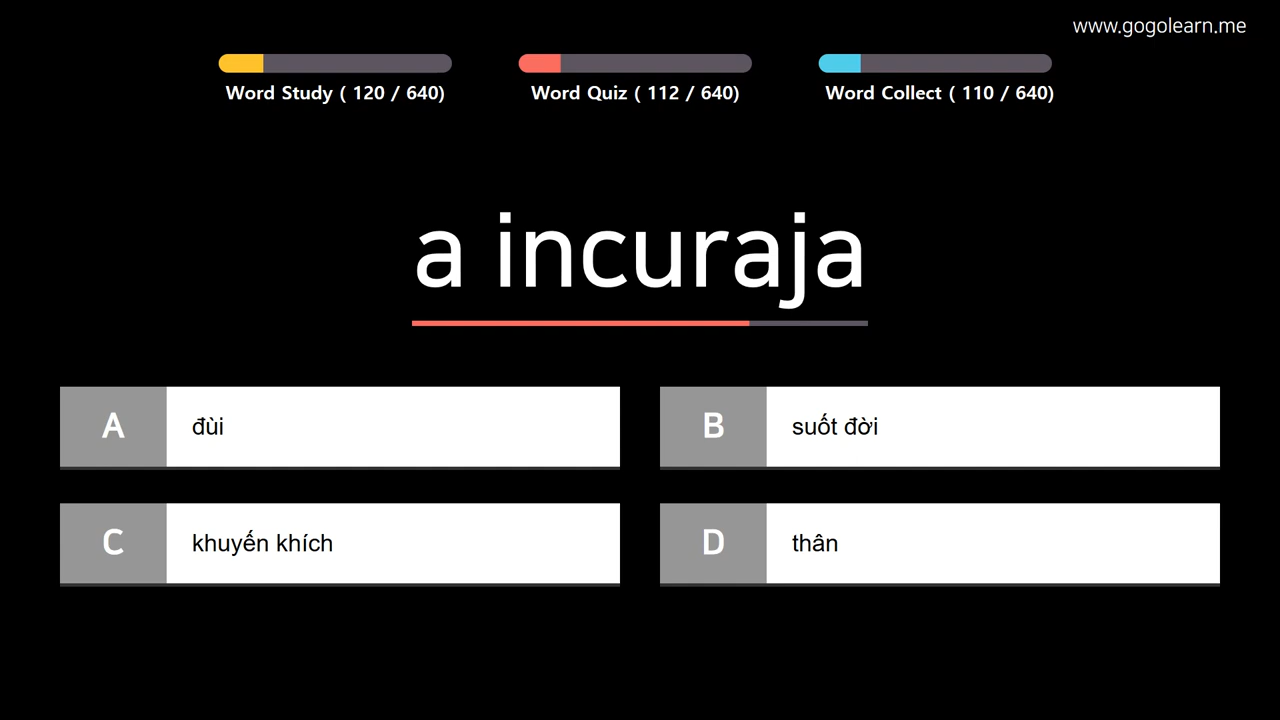 www.gogolearn.me
Word Study ( 120 / 640)
Word Quiz ( 112 / 640)
Word Collect ( 110 / 640)
a incuraja
A
đùi
B
suốt đời
C
khuyến khích
D
thân